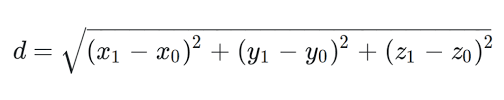 d = √(x₁ − x₀)² + (y₁ − y₀)² + (z₁ − z₀)²